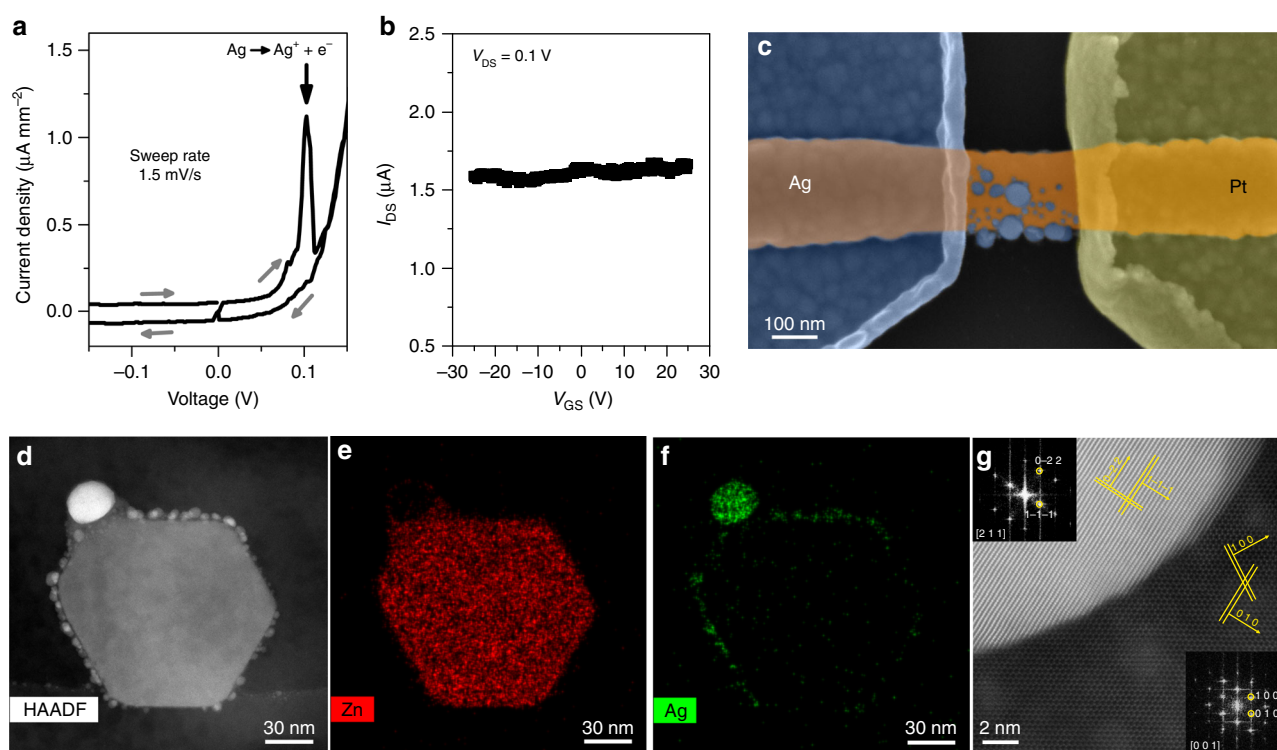 a
1.5
1.0
0.5
0.0
Current density (µA mm⁻²)
Ag → Ag⁺ + e⁻
Sweep rate
1.5 mV/s
−0.1
0.0
0.1
Voltage (V)
b
2.5
2.0
1.5
1.0
0.5
I_DS (µA)
V_DS = 0.1 V
−30
−20
−10
0
10
20
30
V_GS (V)
c
Ag
Pt
100 nm
d
HAADF
30 nm
e
Zn
30 nm
f
Ag
30 nm
g
0–2 2
1–1–1
[2 1 1]
1–1–1
1 0 0
0 1 0
2 nm
1 0 0
0 1 0
[0 0 1]